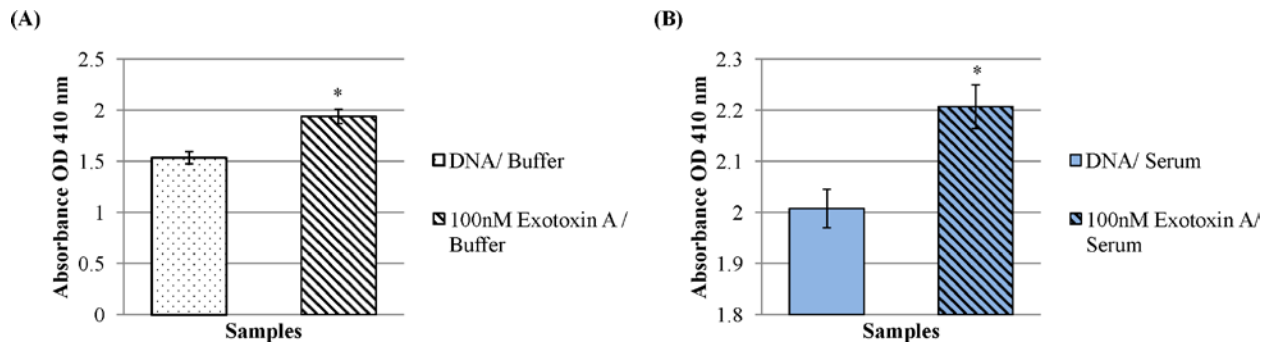 (A)
Absorbance OD 410 nm
2.5
2
1.5
1
0.5
0
*
Samples
DNA/ Buffer
100nM Exotoxin A /
Buffer
(B)
Absorbance OD 410 nm
2.3
2.2
2.1
2
1.9
1.8
*
Samples
DNA/ Serum
100nM Exotoxin A/
Serum